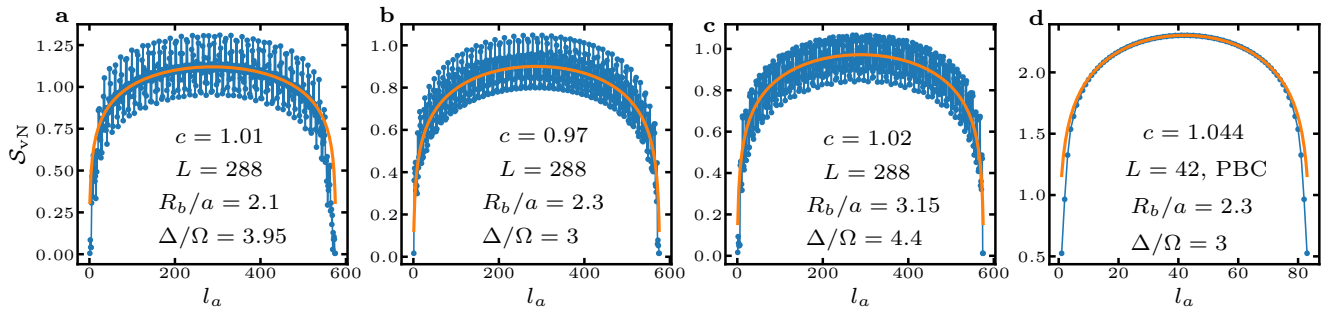 a
1.25
1.00
0.75
0.50
0.25
0.00
𝒮vN
c = 1.01
L = 288
R_b/a = 2.1
Δ/Ω = 3.95
0 200 400 600
l_a
b
1.0
0.8
0.6
0.4
0.2
0.0
c = 0.97
L = 288
R_b/a = 2.3
Δ/Ω = 3
0 200 400 600
l_a
c
1.0
0.8
0.6
0.4
0.2
0.0
c = 1.02
L = 288
R_b/a = 3.15
Δ/Ω = 4.4
0 200 400 600
l_a
d
2.0
1.5
1.0
0.5
c = 1.044
L = 42, PBC
R_b/a = 2.3
Δ/Ω = 3
0 20 40 60 80
l_a